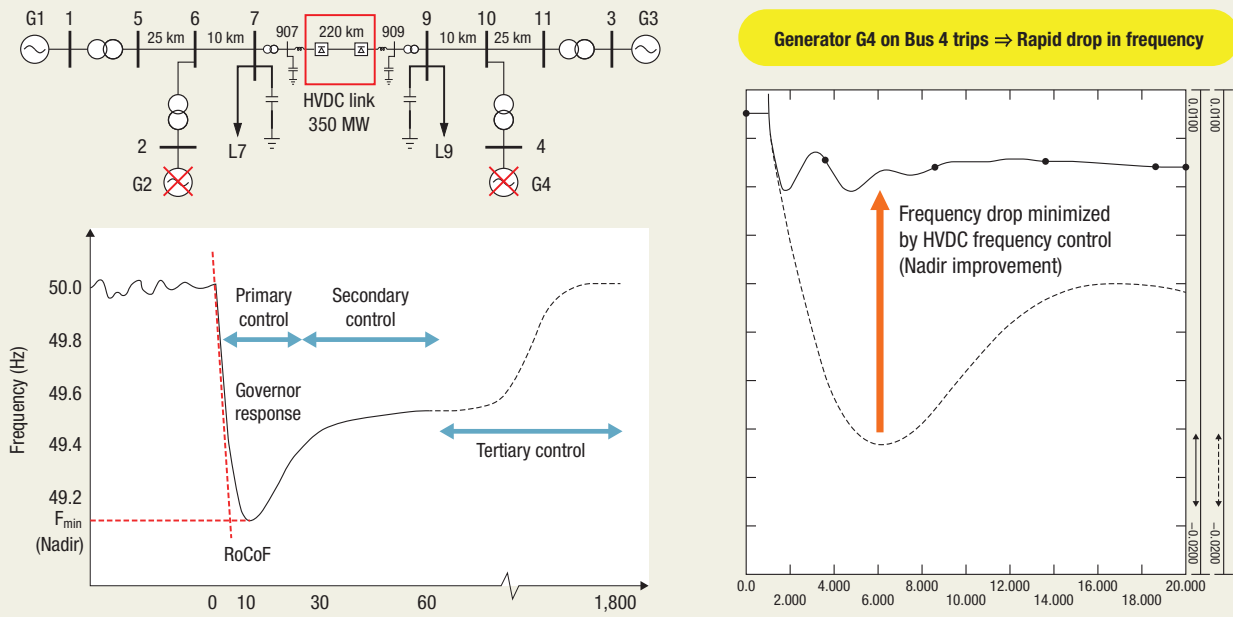 G1 1 5 6 7 907 220 km 909 9 10 11 3 G3
25 km 10 km 10 km 25 km
HVDC link
350 MW
2 L7 L9 4
G2 G4
Generator G4 on Bus 4 trips ⇒ Rapid drop in frequency
Frequency (Hz)
50.0
49.8
49.6
49.4
49.2
Fmin
(Nadir)
Primary
control
Secondary
control
Governor
response
Tertiary control
RoCoF
0 10 30 60 1,800
Frequency drop minimized
by HVDC frequency control
(Nadir improvement)
0.0100 0.0100
–0.0200 –0.0200
0.0 4.000 8.000 12.000 16.000 20.000
2.000 6.000 10.000 14.000 18.000